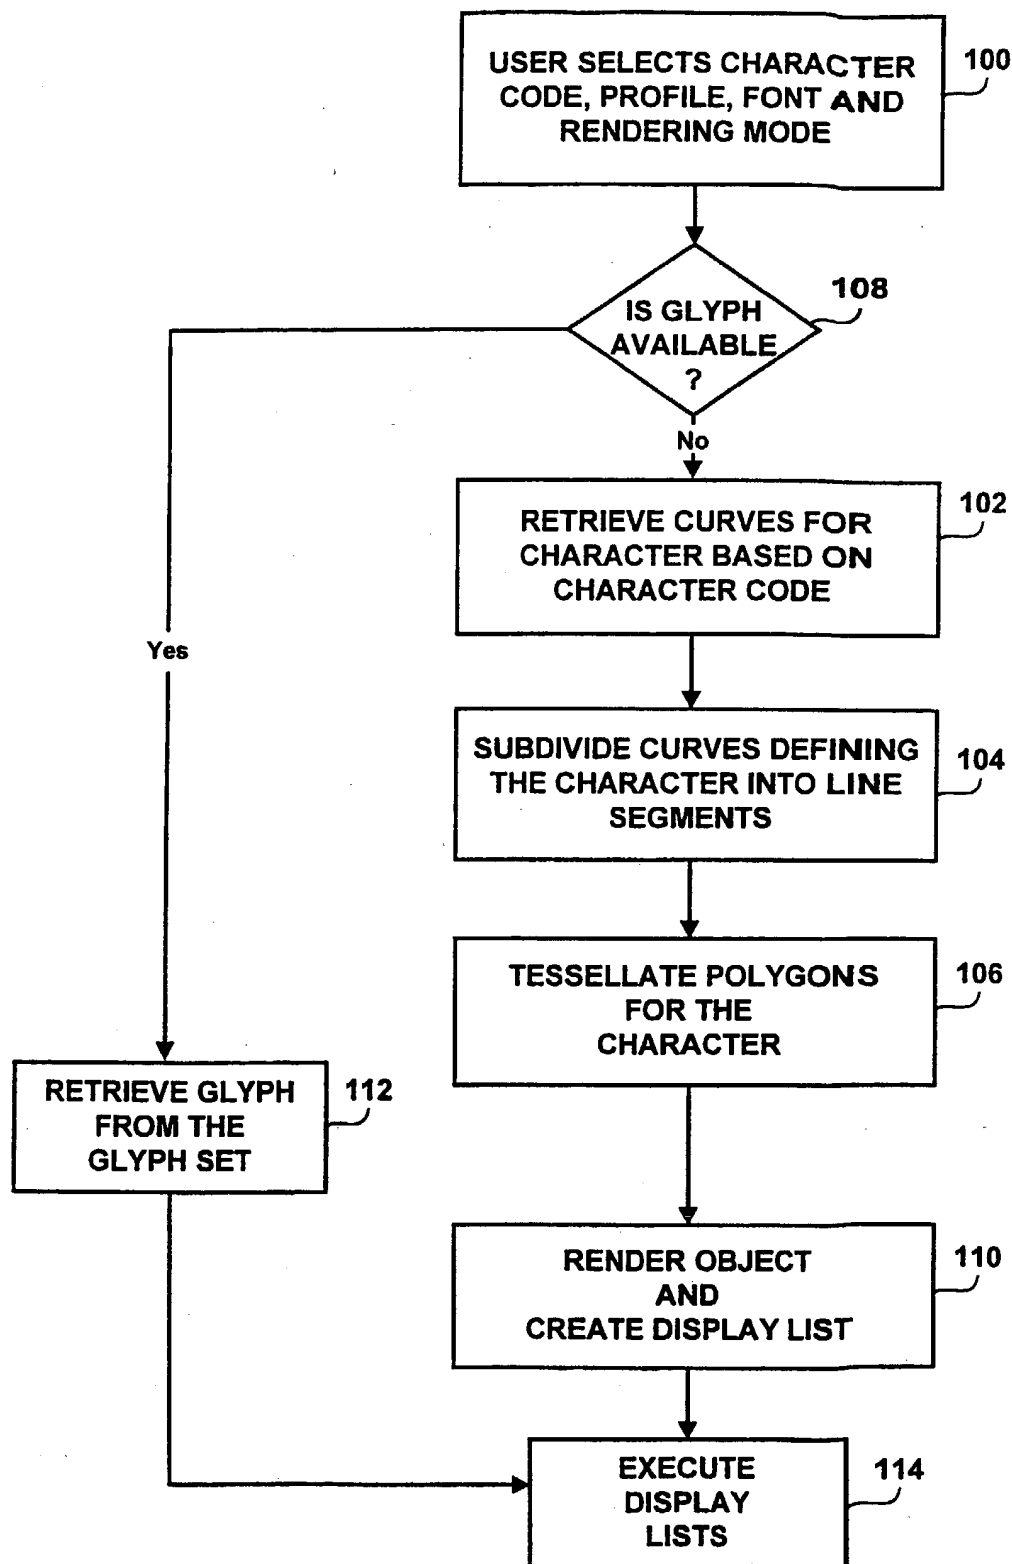 USER SELECTS CHARACTER
CODE, PROFILE, FONT AND
RENDERING MODE
100
IS GLYPH
AVAILABLE
?
108
No
RETRIEVE CURVES FOR
CHARACTER BASED ON
CHARACTER CODE
102
Yes
SUBDIVIDE CURVES DEFINING
THE CHARACTER INTO LINE
SEGMENTS
104
TESSELLATE POLYGONS
FOR THE
CHARACTER
106
RETRIEVE GLYPH
FROM THE
GLYPH SET
112
RENDER OBJECT
AND
CREATE DISPLAY LIST
110
EXECUTE
DISPLAY
LISTS
114